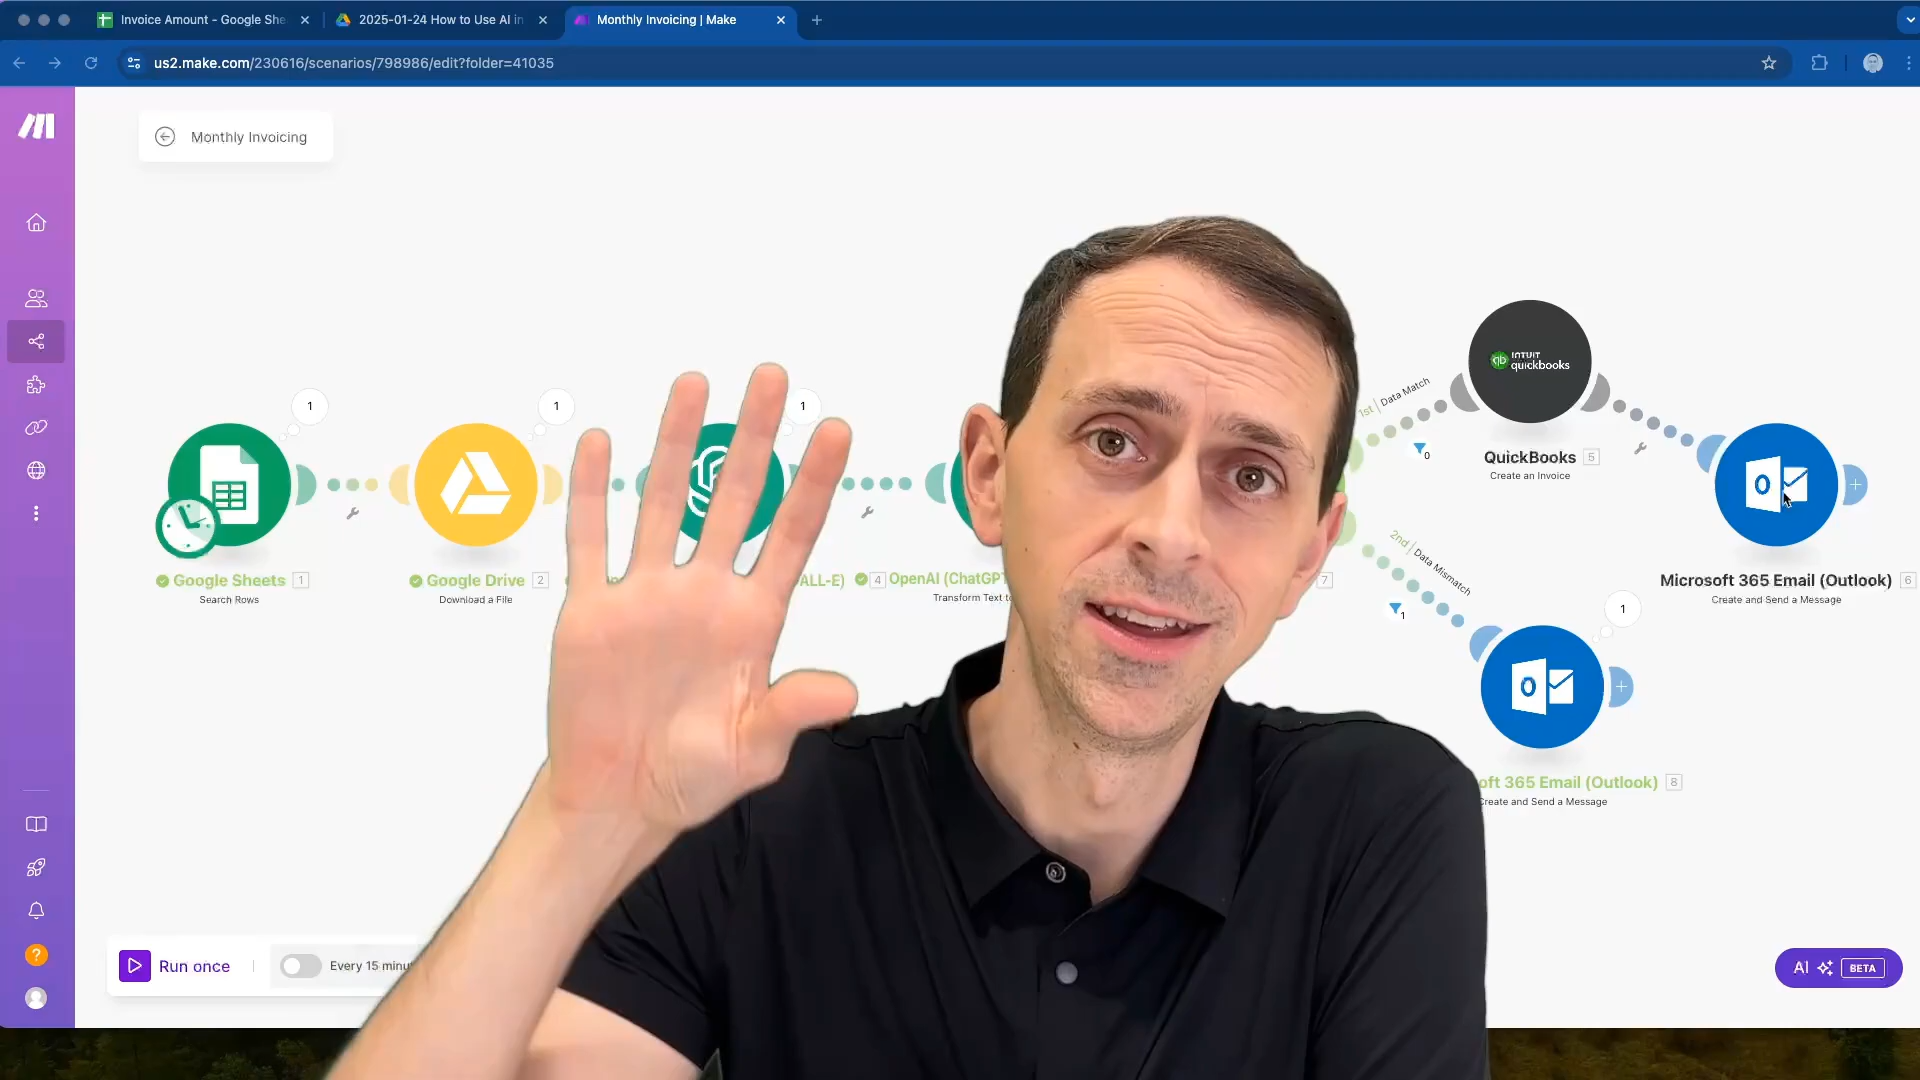 Invoice Amount - Google She
2025-01-24 How to Use AI in
Monthly Invoicing | Make
us2.make.com/230616/scenarios/798986/edit?folder=41035
Monthly Invoicing
1
1
1
Google Sheets 1
Search Rows
Google Drive 2
Download a File
ALL-E)
4 OpenAI (ChatGPT
Transform Text to
7
1st | Data Match
0
INTUIT
quickbooks
QuickBooks 5
Create an Invoice
Microsoft 365 Email (Outlook) 6
Create and Send a Message
2nd | Data Mismatch
1
1
oft 365 Email (Outlook) 8
Create and Send a Message
Run once
Every 15 minu
AI BETA